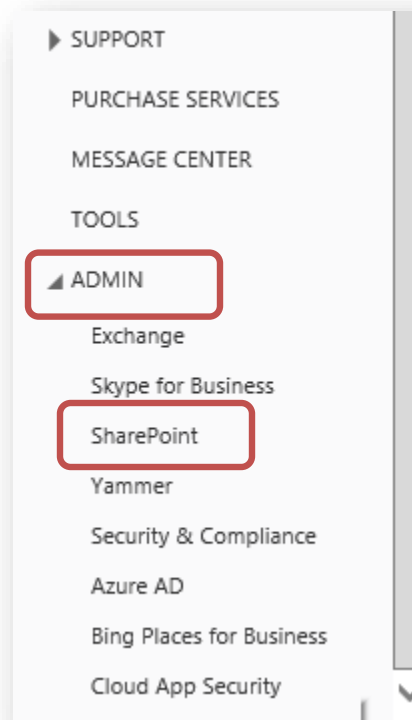 SUPPORT
PURCHASE SERVICES
MESSAGE CENTER
TOOLS
ADMIN
Exchange
Skype for Business
SharePoint
Yammer
Security & Compliance
Azure AD
Bing Places for Business
Cloud App Security